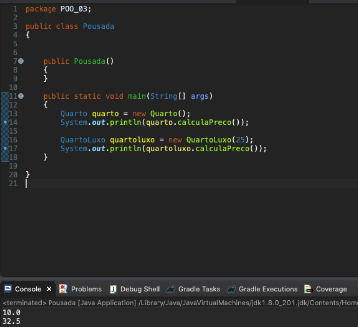 1 package POO_03;
2
3 public class Pousada
4 {
5
6
7 public Pousada()
8 {
9 }
10
11 public static void main(String[] args)
12 {
13 Quarto quarto = new Quarto();
14 System.out.println(quarto.calculaPreco());
15
16 QuartoLuxo quartoluxo = new QuartoLuxo(25);
17 System.out.println(quartoluxo.calculaPreco());
18 }
19
20 }
21
Console Problems Debug Shell Gradle Tasks Gradle Executions Coverage
<terminated> Pousada [Java Application] /Library/Java/JavaVirtualMachines/jdk1.8.0_201.jdk/Contents/Home
10.0
32.5